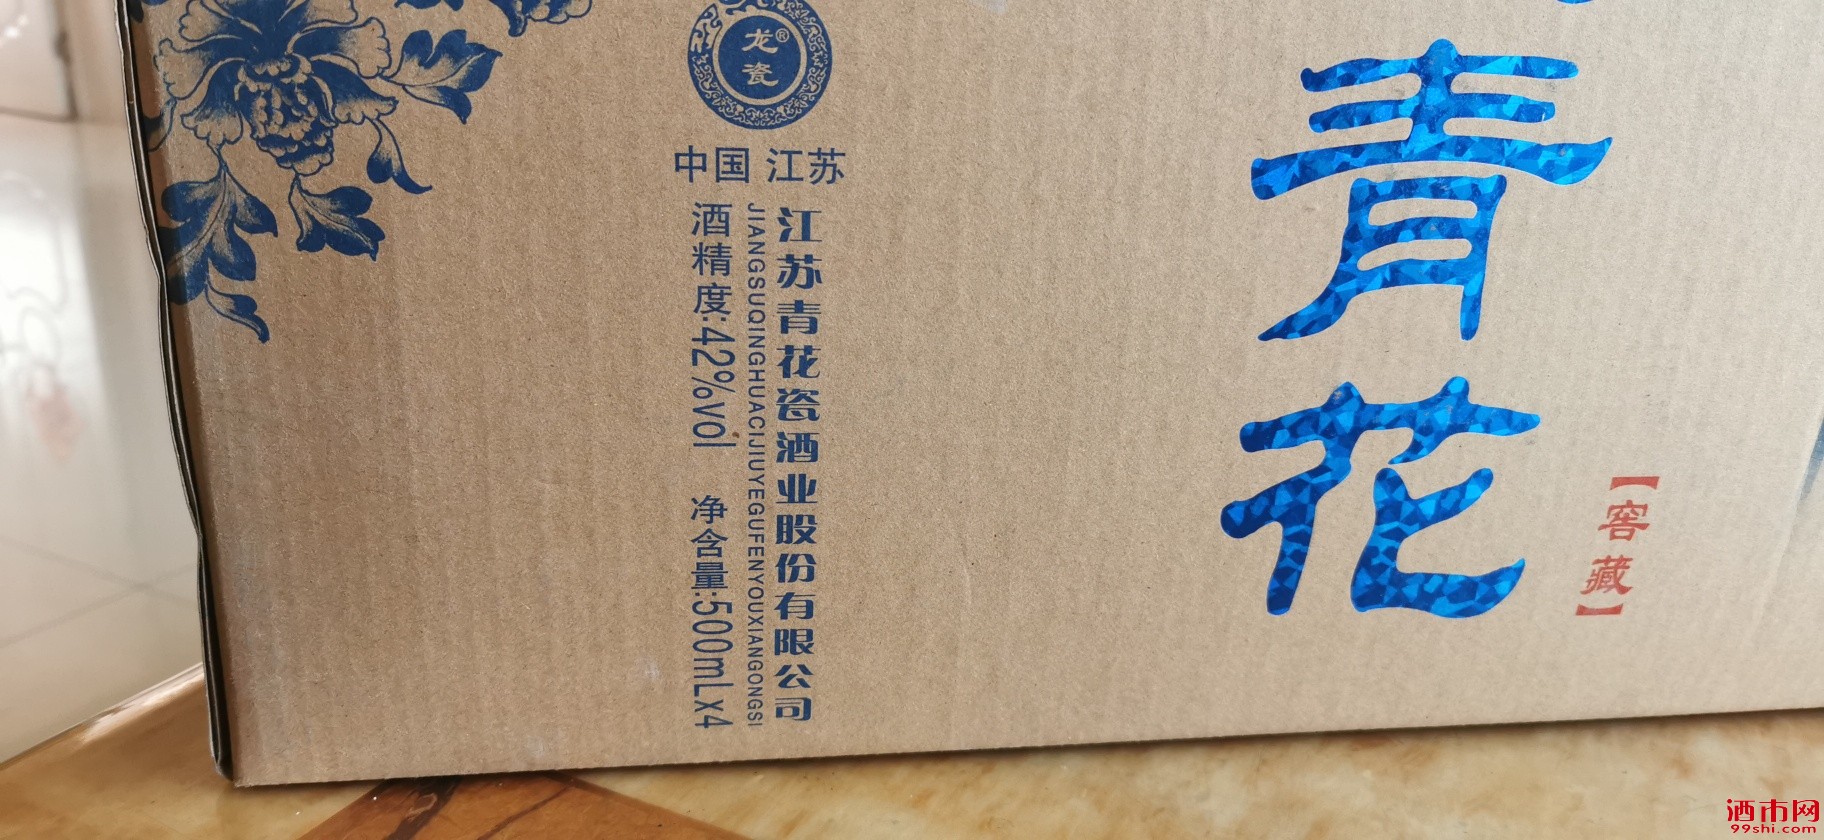 龙瓷®
中国 江苏
江苏青花瓷酒业股份有限公司
JIANGSUQINGHUACIJIUYEGUFENYOUXIANGONGSI
酒精度:42%vol 净含量:500mLx4
青花
【窖藏】
酒市网
99shi.com